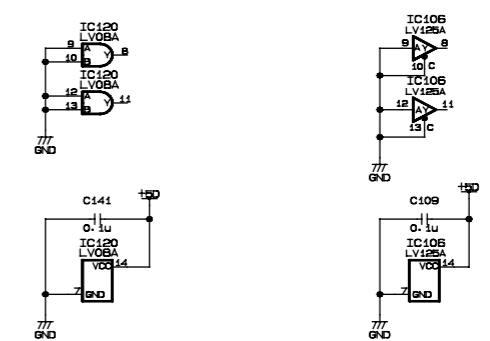 IC120
LV08A
9 A
Y 8
10 B
IC120
LV08A
12 A
Y 11
13 B
GND
IC106
LV125A
9 A Y 8
10 C
IC106
LV125A
12 A Y 11
13 C
GND
+5D
C141
0.1u
IC120
LV08A
VCC 14
7 GND
GND
+5D
C109
0.1u
IC106
LV125A
VCC 14
7 GND
GND